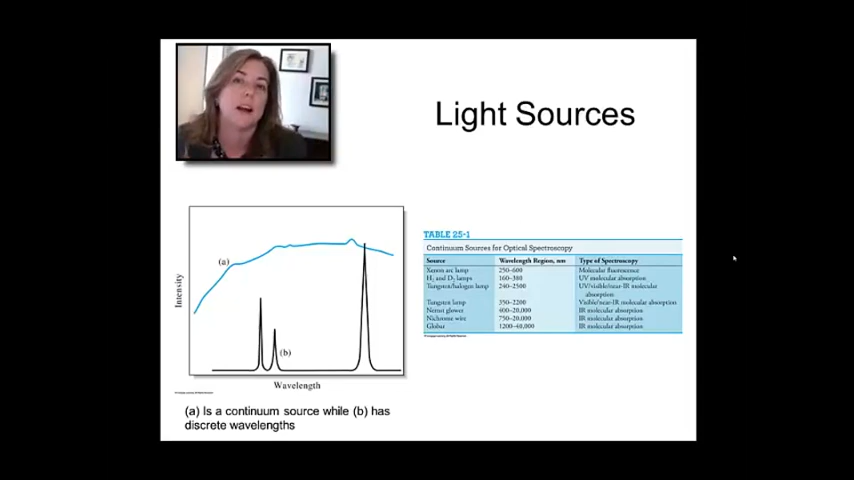 Light Sources
(a)
(b)
Intensity
Wavelength
(a) Is a continuum source while (b) has
discrete wavelengths
TABLE 25-1
Continuum Sources for Optical Spectroscopy
Source Wavelength Region, nm Type of Spectroscopy
Xenon arc lamp 250–600 Molecular fluorescence
H₂ and D₂ lamps 160–380 UV molecular absorption
Tungsten/halogen lamp 240–2500 UV/visible/near-IR molecular
absorption
Tungsten lamp 350–2200 Visible/near-IR molecular absorption
Nernst glower 400–20,000 IR molecular absorption
Nichrome wire 750–20,000 IR molecular absorption
Globar 1200–40,000 IR molecular absorption